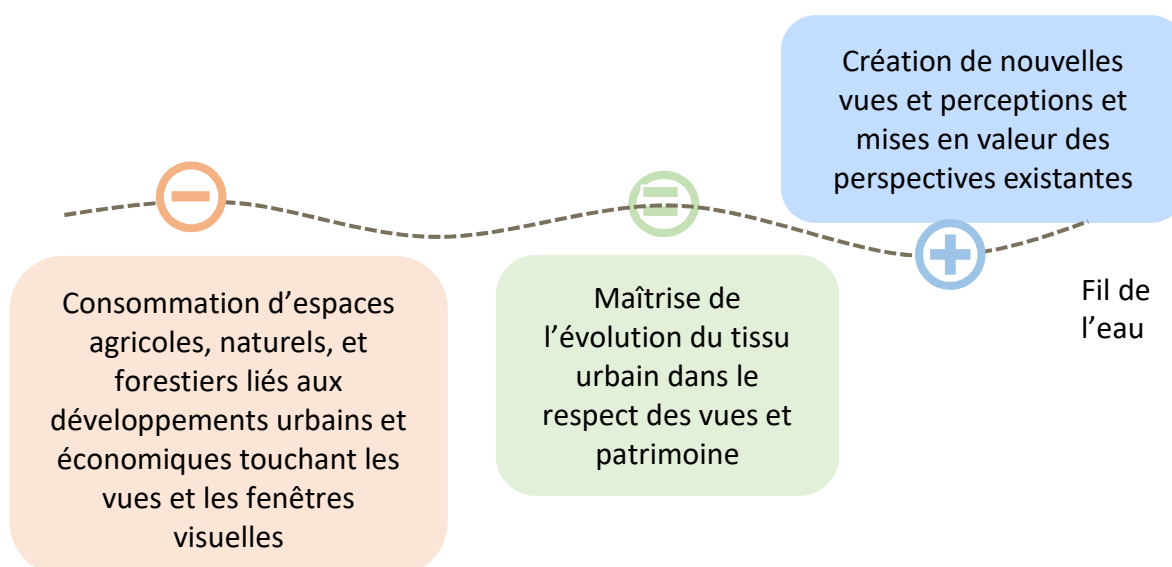 Création de nouvelles
vues et perceptions et
mises en valeur des
perspectives existantes
Consommation d’espaces
agricoles, naturels, et
forestiers liés aux
développements urbains et
économiques touchant les
vues et les fenêtres
visuelles
Maîtrise de
l’évolution du tissu
urbain dans le
respect des vues et
patrimoine
Fil de
l’eau